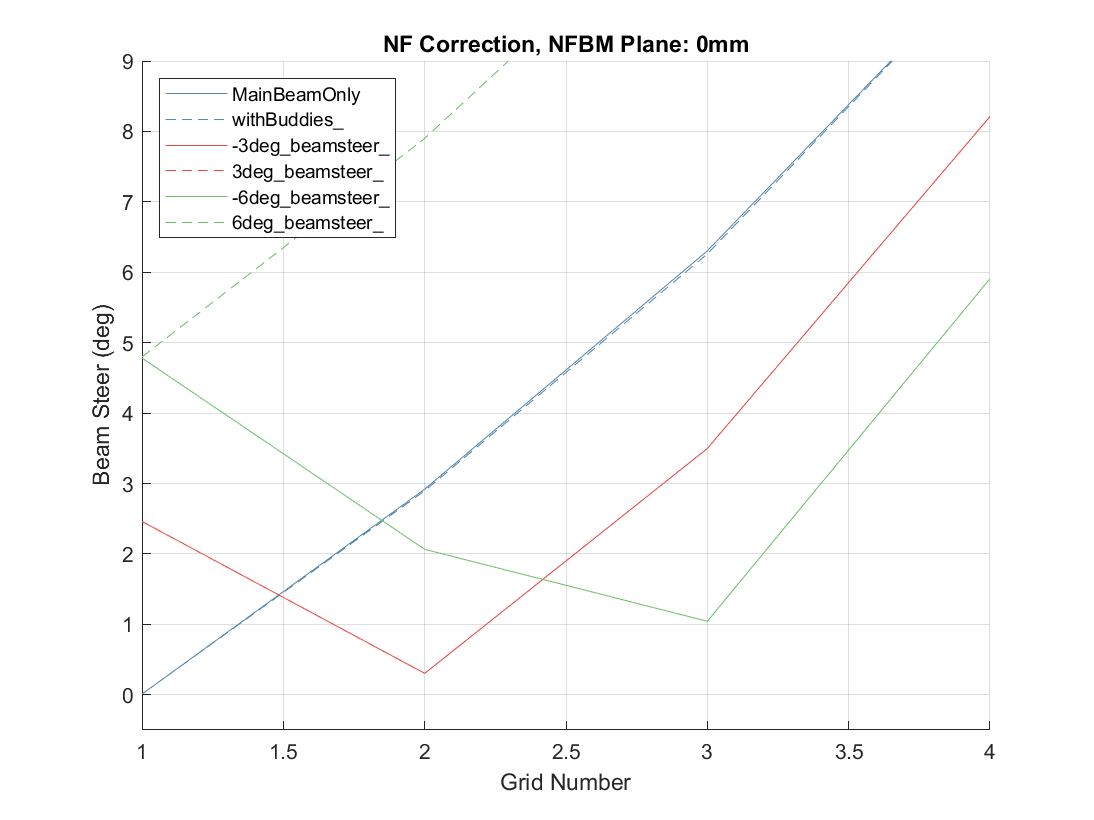 NF Correction, NFBM Plane: 0mm
MainBeamOnly
withBuddies_
-3deg_beamsteer_
3deg_beamsteer_
-6deg_beamsteer_
6deg_beamsteer_
Beam Steer (deg)
9
8
7
6
5
4
3
2
1
0
1 1.5 2 2.5 3 3.5 4
Grid Number